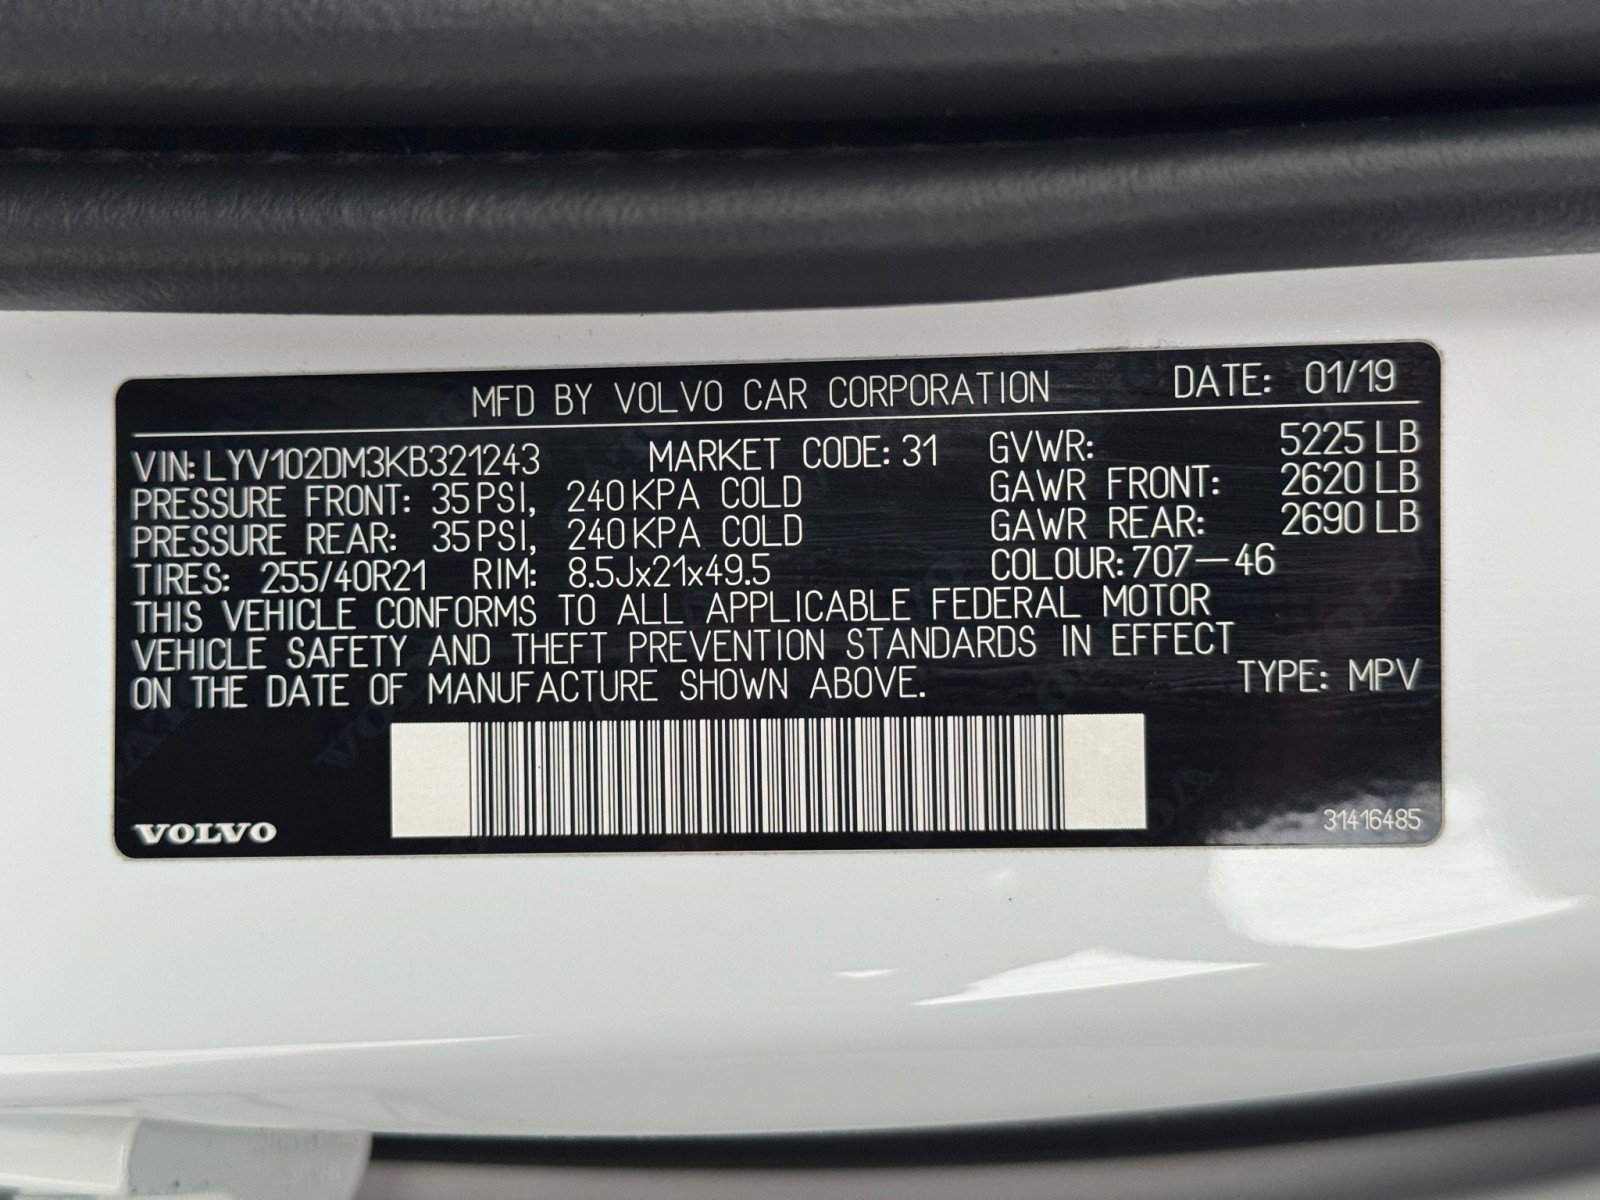 MFD BY VOLVO CAR CORPORATION DATE: 01/19
VIN: LYV102DM3KB321243 MARKET CODE: 31 GVWR: 5225 LB
PRESSURE FRONT: 35 PSI, 240 KPA COLD GAWR FRONT: 2620 LB
PRESSURE REAR: 35 PSI, 240 KPA COLD GAWR REAR: 2690 LB
TIRES: 255/40R21 RIM: 8.5Jx21x49.5 COLOUR: 707-46
THIS VEHICLE CONFORMS TO ALL APPLICABLE FEDERAL MOTOR
VEHICLE SAFETY AND THEFT PREVENTION STANDARDS IN EFFECT
ON THE DATE OF MANUFACTURE SHOWN ABOVE. TYPE: MPV
VOLVO 31416485